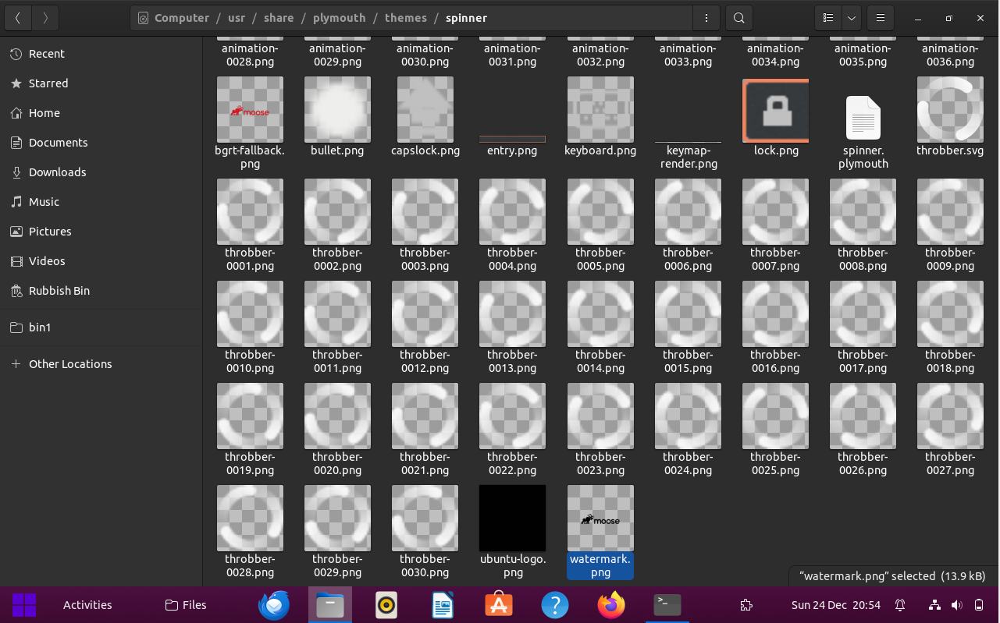 Computer / usr / share / plymouth / themes / spinner
Recent
Starred
Home
Documents
Downloads
Music
Pictures
Videos
Rubbish Bin
bin1
Other Locations
animation-
0028.png
animation-
0029.png
animation-
0030.png
animation-
0031.png
animation-
0032.png
animation-
0033.png
animation-
0034.png
animation-
0035.png
animation-
0036.png
moose
bgrt-fallback.
png
bullet.png
capslock.png
entry.png
keyboard.png
keymap-
render.png
lock.png
spinner.
plymouth
throbber.svg
throbber-
0001.png
throbber-
0002.png
throbber-
0003.png
throbber-
0004.png
throbber-
0005.png
throbber-
0006.png
throbber-
0007.png
throbber-
0008.png
throbber-
0009.png
throbber-
0010.png
throbber-
0011.png
throbber-
0012.png
throbber-
0013.png
throbber-
0014.png
throbber-
0015.png
throbber-
0016.png
throbber-
0017.png
throbber-
0018.png
throbber-
0019.png
throbber-
0020.png
throbber-
0021.png
throbber-
0022.png
throbber-
0023.png
throbber-
0024.png
throbber-
0025.png
throbber-
0026.png
throbber-
0027.png
throbber-
0028.png
throbber-
0029.png
throbber-
0030.png
ubuntu-logo.
png
moose
watermark.
png
“watermark.png” selected (13.9 kB)
Activities
Files
Sun 24 Dec 20:54